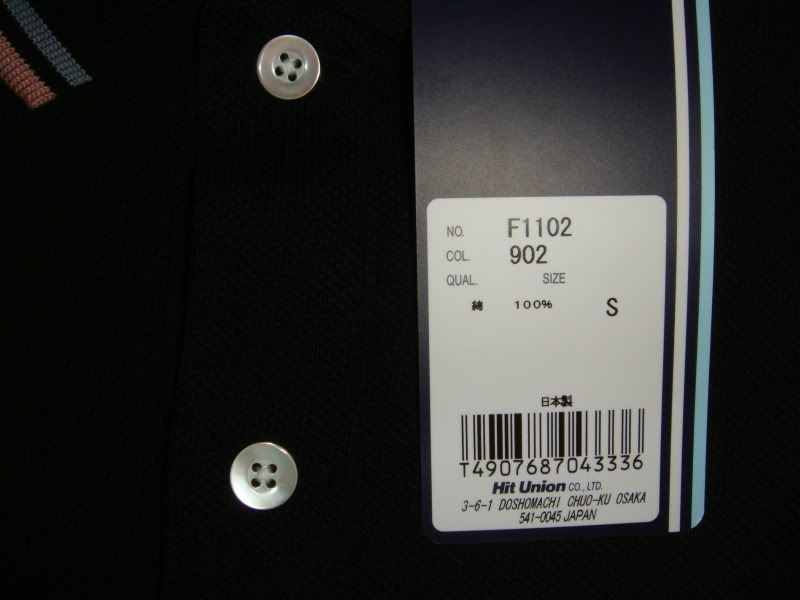 NO. F1102
COL. 902
QUAL. SIZE
綿 100% S
日本製
T4907687043336
Hit Union CO., LTD.
3-6-1 DOSHOMACHI CHUO-KU OSAKA
541-0045 JAPAN